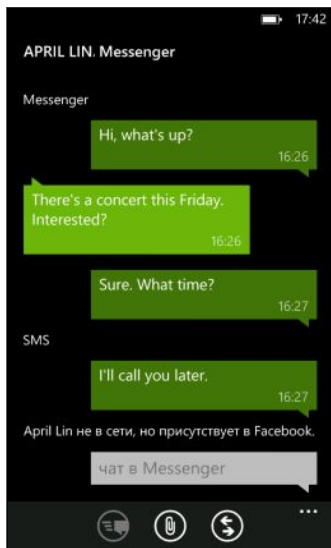 17:42
APRIL LIN. Messenger
Messenger
Hi, what's up?
16:26
There's a concert this Friday.
Interested?
16:26
Sure. What time?
16:27
SMS
I'll call you later.
16:27
April Lin не в сети, но присутствует в Facebook.
чат в Messenger